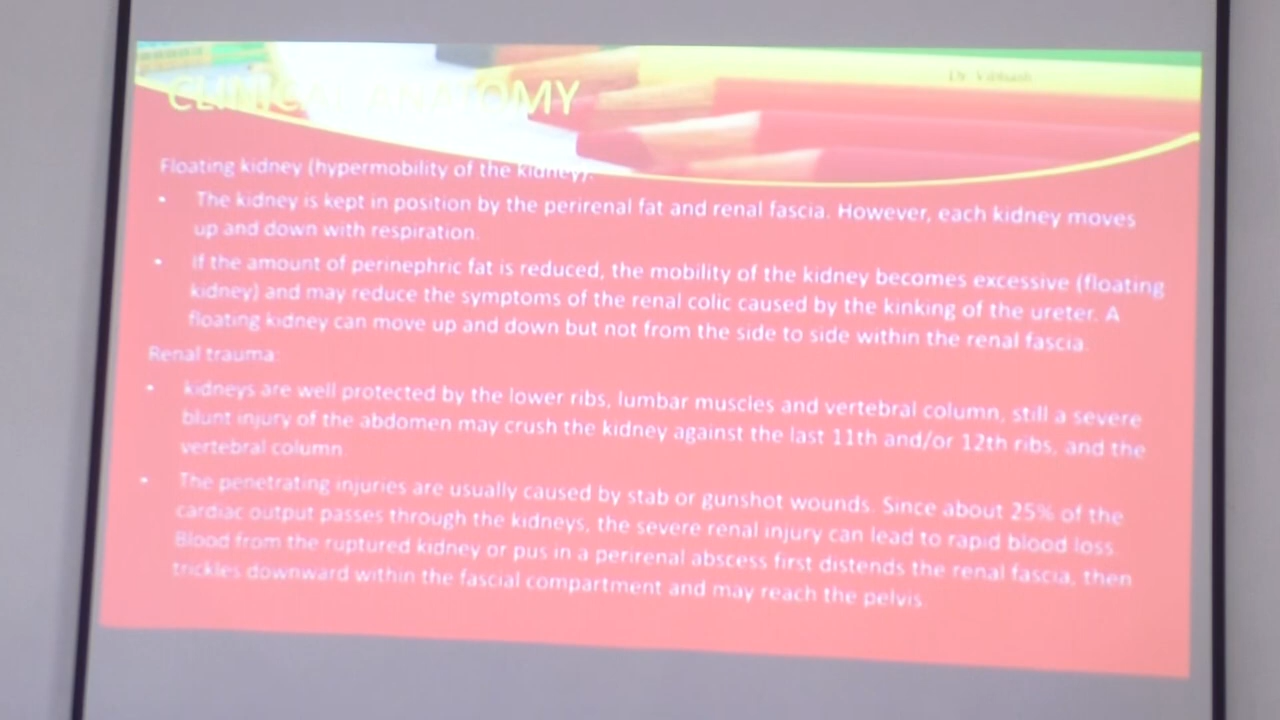 Dr. Vibhash
CLINICAL ANATOMY
Floating kidney (hypermobility of the kidney):
• The kidney is kept in position by the perirenal fat and renal fascia. However, each kidney moves
up and down with respiration.
• If the amount of perinephric fat is reduced, the mobility of the kidney becomes excessive (floating
kidney) and may reduce the symptoms of the renal colic caused by the kinking of the ureter. A
floating kidney can move up and down but not from the side to side within the renal fascia.
Renal trauma:
• kidneys are well protected by the lower ribs, lumbar muscles and vertebral column, still a severe
blunt injury of the abdomen may crush the kidney against the last 11th and/or 12th ribs, and the
vertebral column
• The penetrating injuries are usually caused by stab or gunshot wounds. Since about 25% of the
cardiac output passes through the kidneys, the severe renal injury can lead to rapid blood loss.
Blood from the ruptured kidney or pus in a perirenal abscess first distends the renal fascia, then
trickles downward within the fascial compartment and may reach the pelvis.